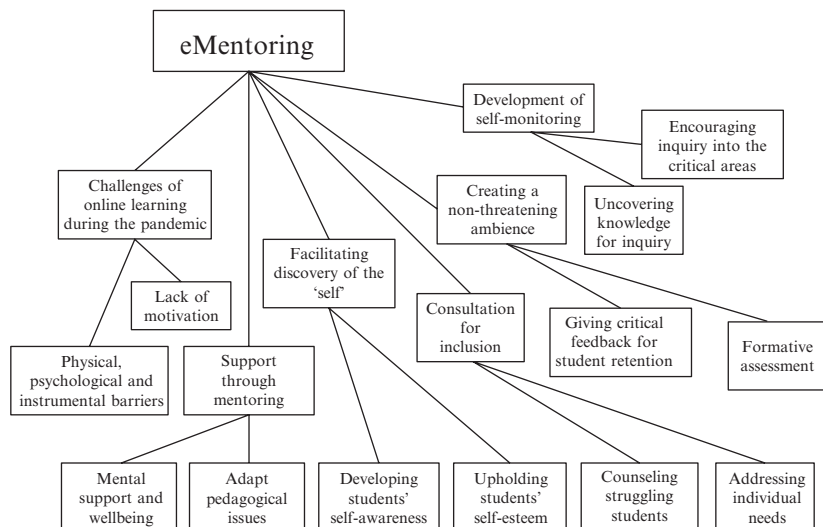 eMentoring
Development of
self-monitoring
Encouraging
inquiry into the
critical areas
Challenges of
online learning
during the pandemic
Creating a
non-threatening
ambience
Uncovering
knowledge
for inquiry
Facilitating
discovery of the
‘self’
Lack of
motivation
Consultation
for
inclusion
Giving critical
feedback for
student retention
Formative
assessment
Physical,
psychological and
instrumental barriers
Support
through
mentoring
Mental
support and
wellbeing
Adapt
pedagogical
issues
Developing
students’
self-awareness
Upholding
students’
self-esteem
Counseling
struggling
students
Addressing
individual
needs